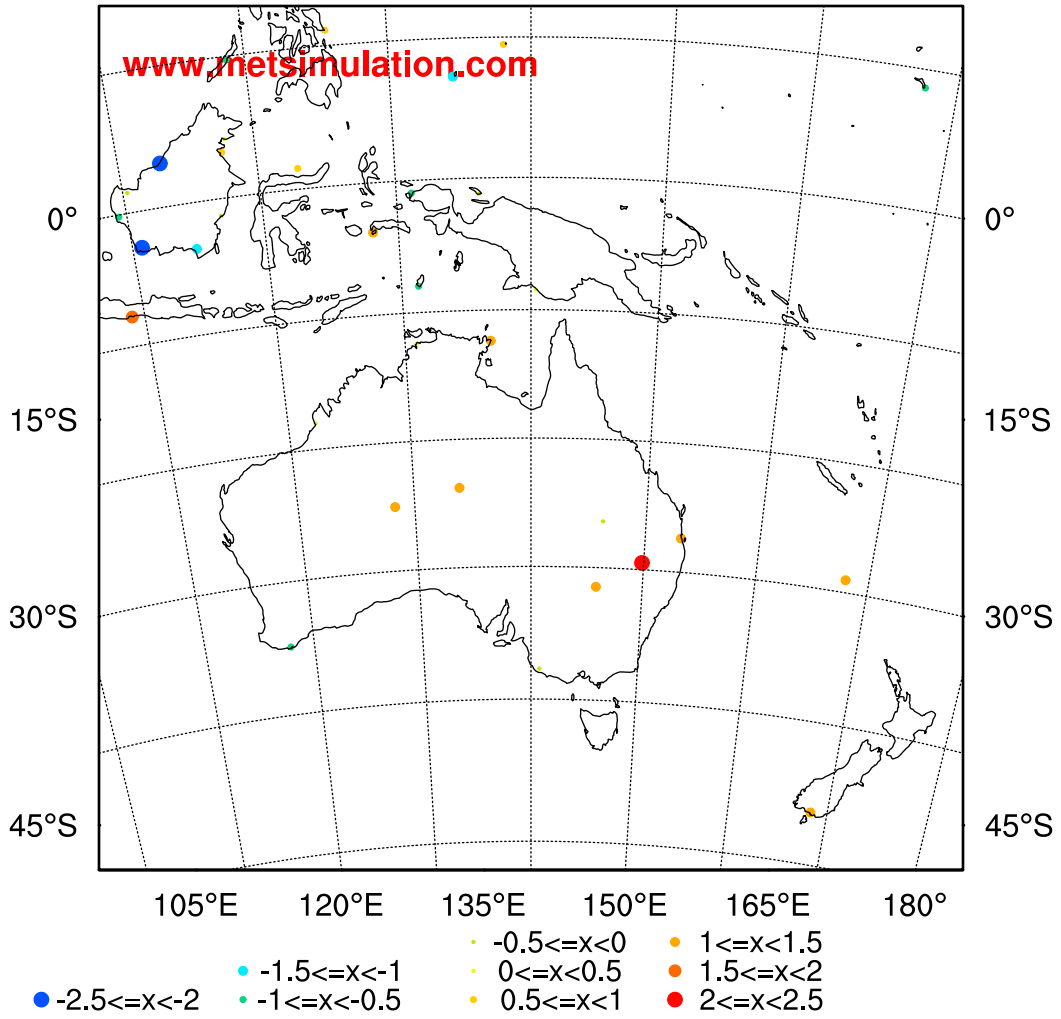 www.metsimulation.com
0° 0°
15°S 15°S
30°S 30°S
45°S 45°S
105°E 120°E 135°E 150°E 165°E 180°
-0.5<=x<0 1<=x<1.5
-1.5<=x<-1 0<=x<0.5 1.5<=x<2
-2.5<=x<-2 -1<=x<-0.5 0.5<=x<1 2<=x<2.5